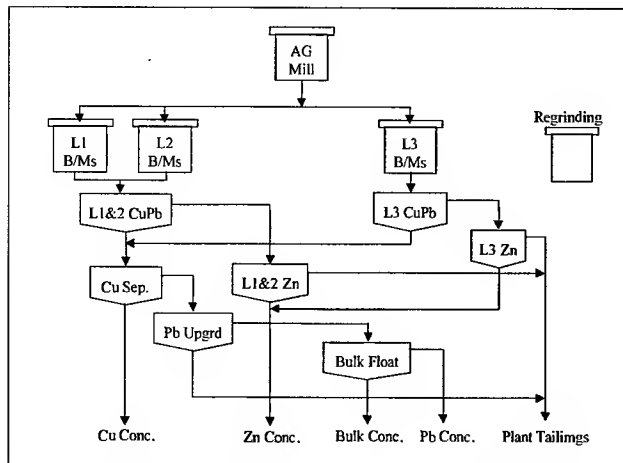 AG
Mill
Regrinding
L1
B/Ms
L2
B/Ms
L3
B/Ms
L1&2 CuPb
L3 CuPb
L3 Zn
Cu Sep.
L1&2 Zn
Pb Upgrd
Bulk Float
Cu Conc.
Zn Conc.
Bulk Conc.
Pb Conc.
Plant Tailimgs